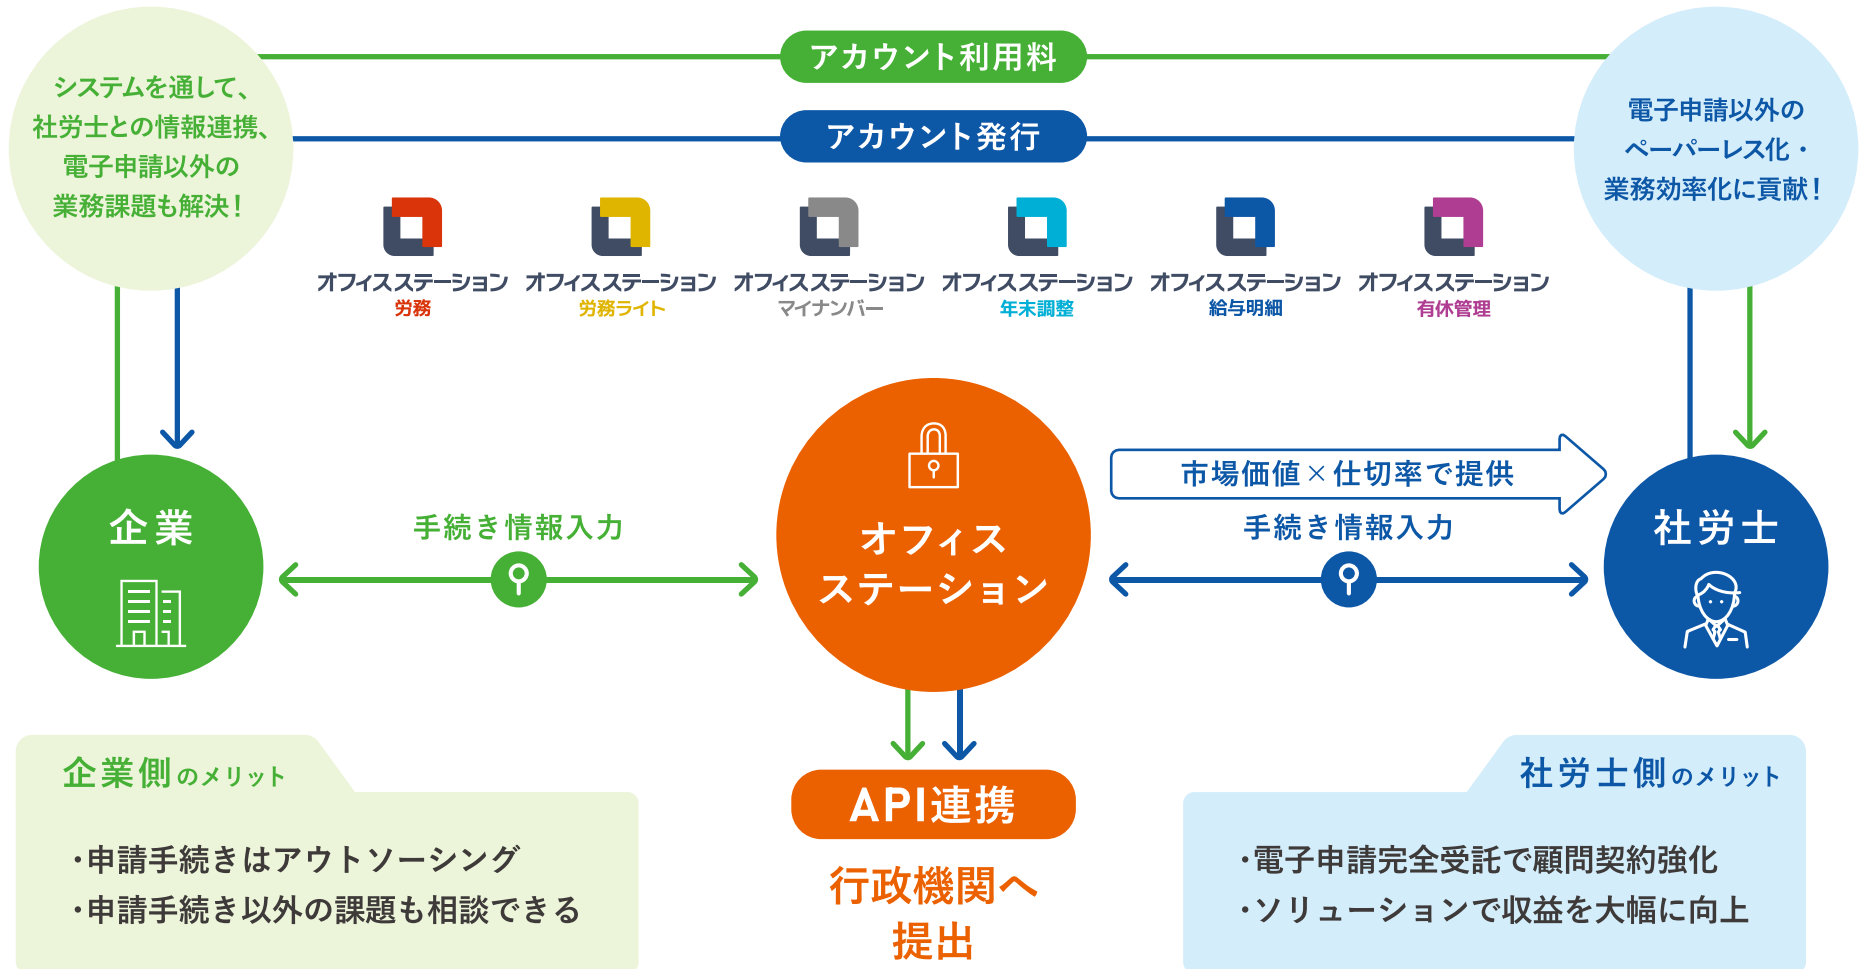 アカウント利用料
アカウント発行
システムを通して、
社労士との情報連携、
電子申請以外の
業務課題も解決！
電子申請以外の
ペーパーレス化・
業務効率化に貢献！
オフィスステーション
労務
オフィスステーション
労務ライト
オフィスステーション
マイナンバー
オフィスステーション
年末調整
オフィスステーション
給与明細
オフィスステーション
有休管理
企業
手続き情報入力
オフィス
ステーション
市場価値×仕切率で提供
手続き情報入力
社労士
API連携
行政機関へ
提出
企業側のメリット
・申請手続きはアウトソーシング
・申請手続き以外の課題も相談できる
社労士側のメリット
・電子申請完全受託で顧問契約強化
・ソリューションで収益を大幅に向上